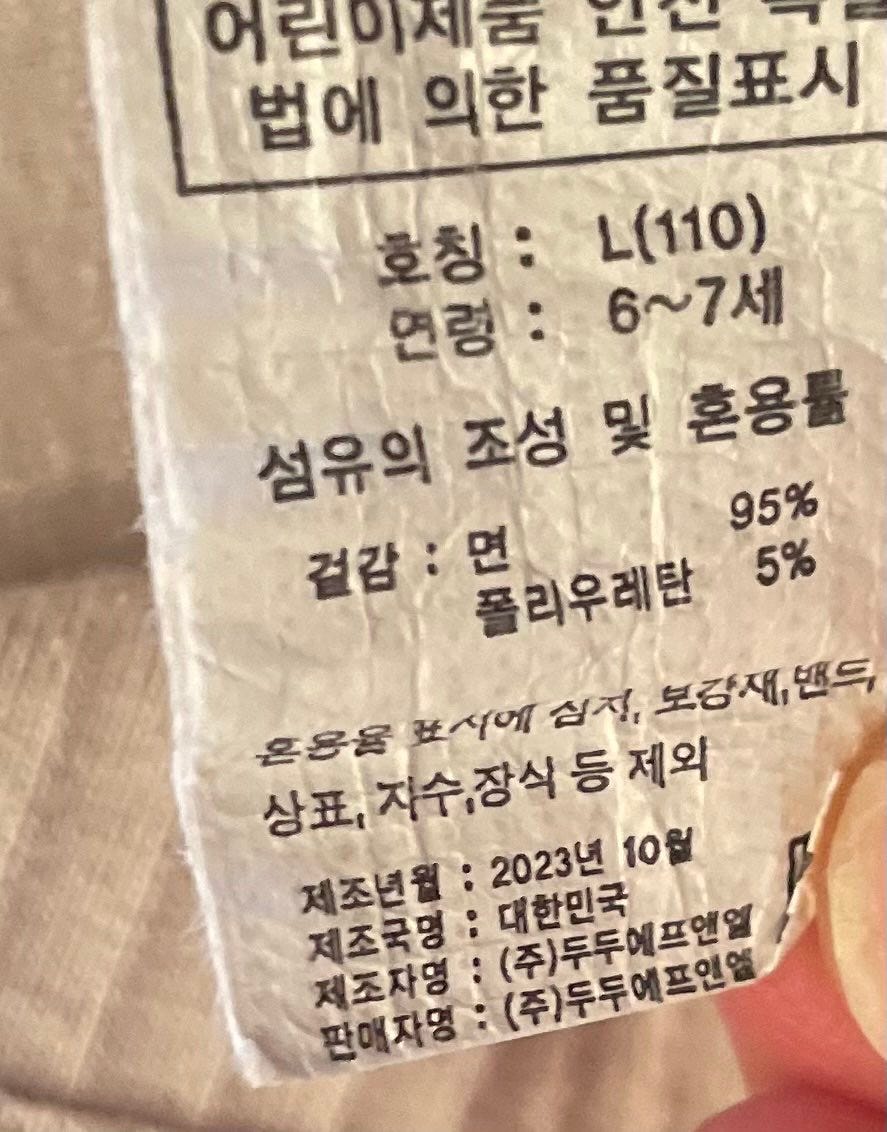 어린이제품 안전 특별
법에 의한 품질표시
호칭 : L(110)
연령 : 6~7세
섬유의 조성 및 혼용률
겉감 : 면 95%
폴리우레탄 5%
혼용율 표시에 심지, 보강재,밴드,
상표, 자수,장식 등 제외
제조년월 : 2023년 10월
제조국명 : 대한민국
제조자명 : (주)두두에프앤엘
판매자명 : (주)두두에프앤엘